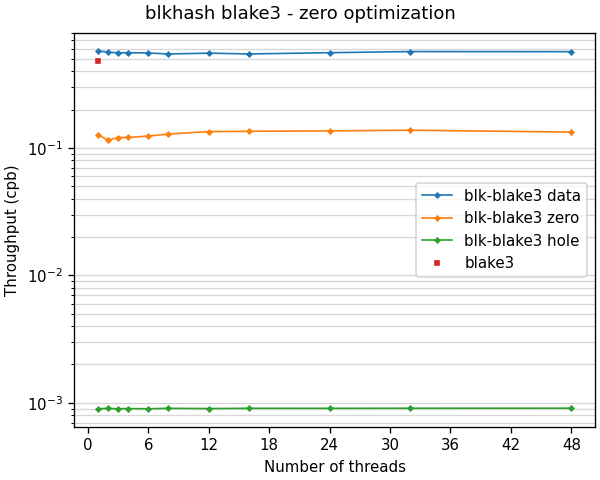 blkhash blake3 - zero optimization
Throughput (cpb)
10⁻¹
10⁻²
10⁻³
blk-blake3 data
blk-blake3 zero
blk-blake3 hole
blake3
0 6 12 18 24 30 36 42 48
Number of threads